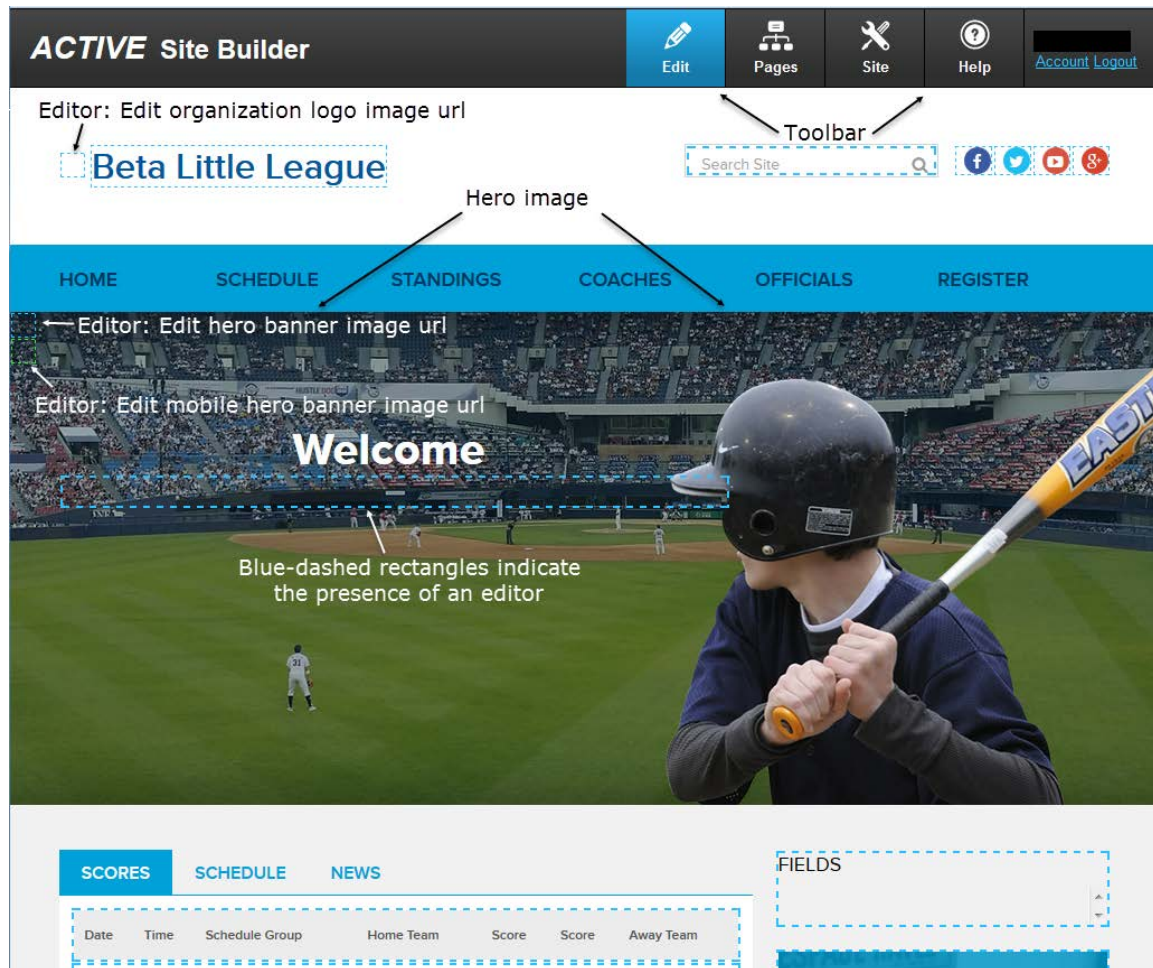 ACTIVE Site Builder
Edit
Pages
Site
Help
Account Logout
Editor: Edit organization logo image url
Toolbar
Beta Little League
Search Site
Hero image
HOME SCHEDULE STANDINGS COACHES OFFICIALS REGISTER
Editor: Edit hero banner image url
Editor: Edit mobile hero banner image url
Welcome
EAST
Blue-dashed rectangles indicate
the presence of an editor
31
SCORES SCHEDULE NEWS
FIELDS
Date Time Schedule Group Home Team Score Score Away Team